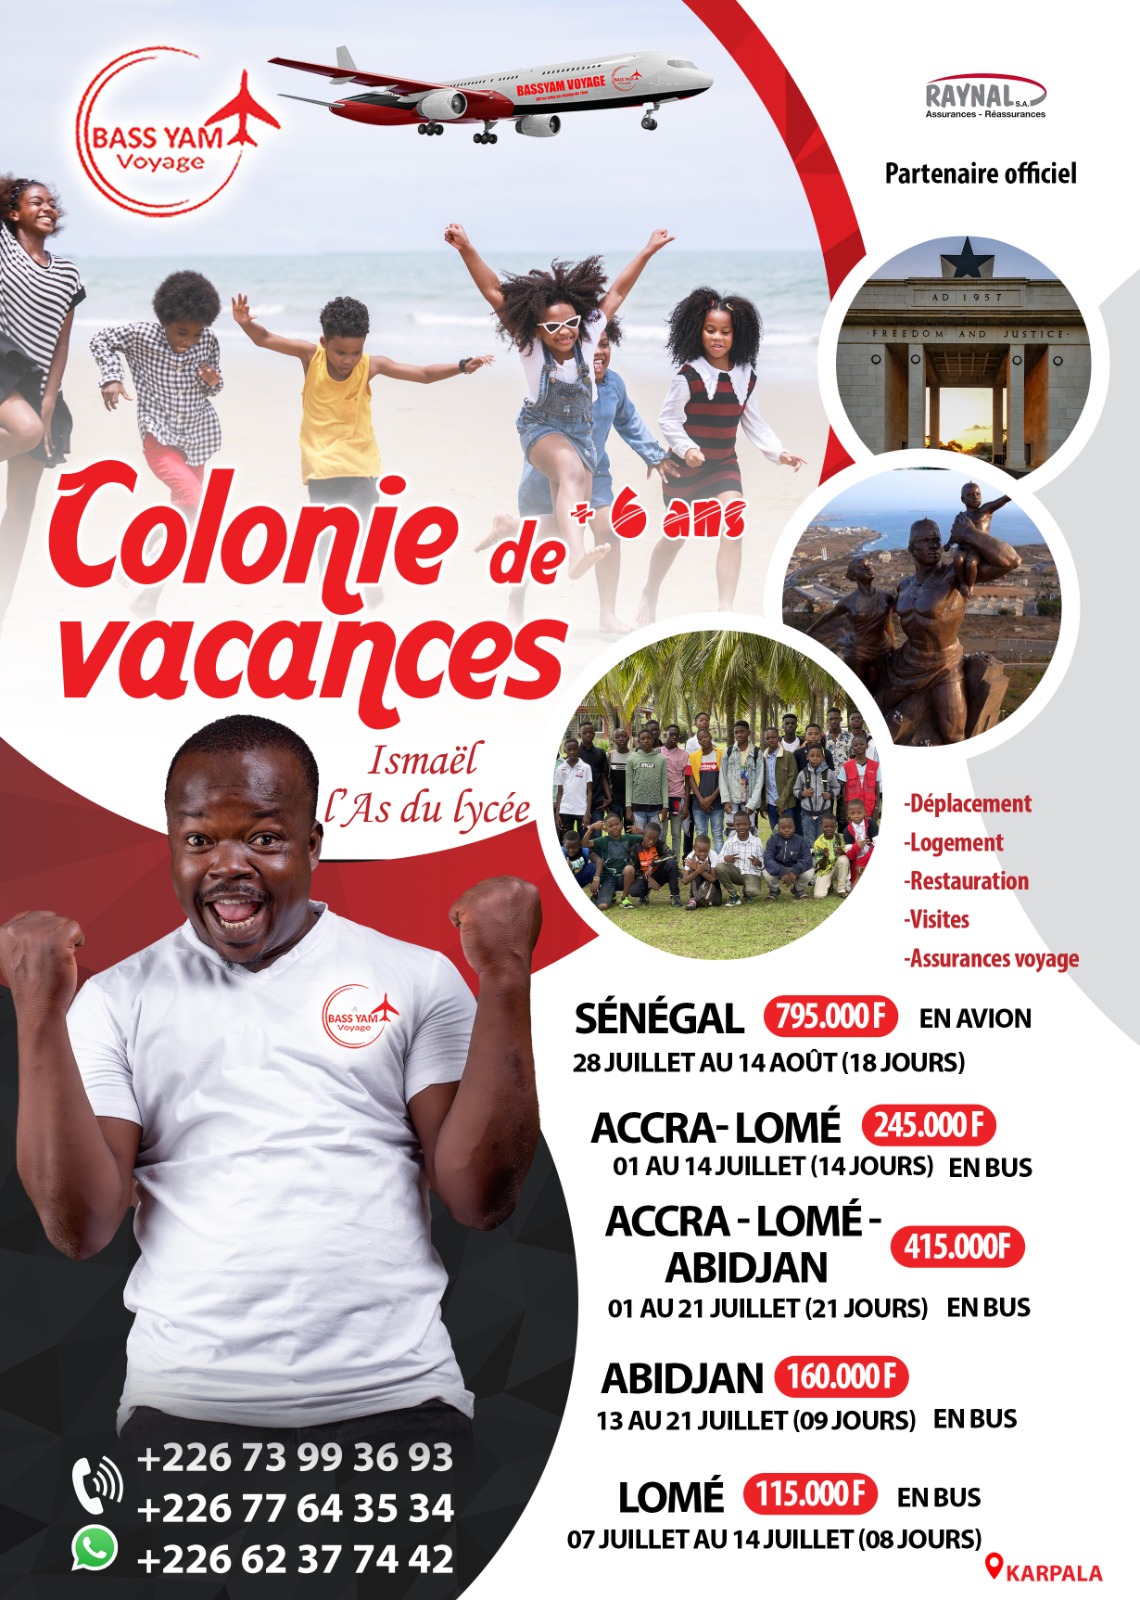 BASS YAM
Voyage
BASSYAM VOYAGE
RAYNAL S.A.
Assurances - Réassurances
Partenaire officiel
AD 1957
FREEDOM AND JUSTICE
Colonie de
+ 6 ans
vacances
Ismaël
l'As du lycée
BASS YAM
Voyage
-Déplacement
-Logement
-Restauration
-Visites
-Assurances voyage
SÉNÉGAL 795.000 F EN AVION
28 JUILLET AU 14 AOÛT (18 JOURS)
ACCRA- LOMÉ 245.000 F
01 AU 14 JUILLET (14 JOURS) EN BUS
ACCRA - LOMÉ -
ABIDJAN 415.000F
01 AU 21 JUILLET (21 JOURS) EN BUS
ABIDJAN 160.000 F
13 AU 21 JUILLET (09 JOURS) EN BUS
LOMÉ 115.000 F EN BUS
07 JUILLET AU 14 JUILLET (08 JOURS)
KARPALA
+226 73 99 36 93
+226 77 64 35 34
+226 62 37 74 42